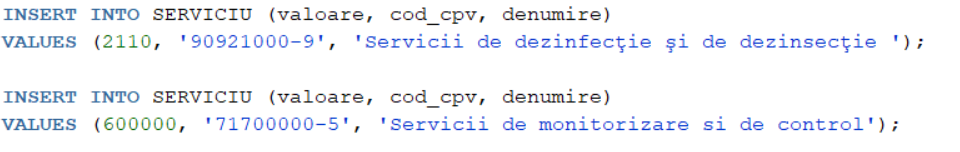 INSERT INTO SERVICIU (valoare, cod_cpv, denumire)
VALUES (2110, '90921000-9', 'Servicii de dezinfecţie şi de dezinsecţie ');
INSERT INTO SERVICIU (valoare, cod_cpv, denumire)
VALUES (600000, '71700000-5', 'Servicii de monitorizare si de control');